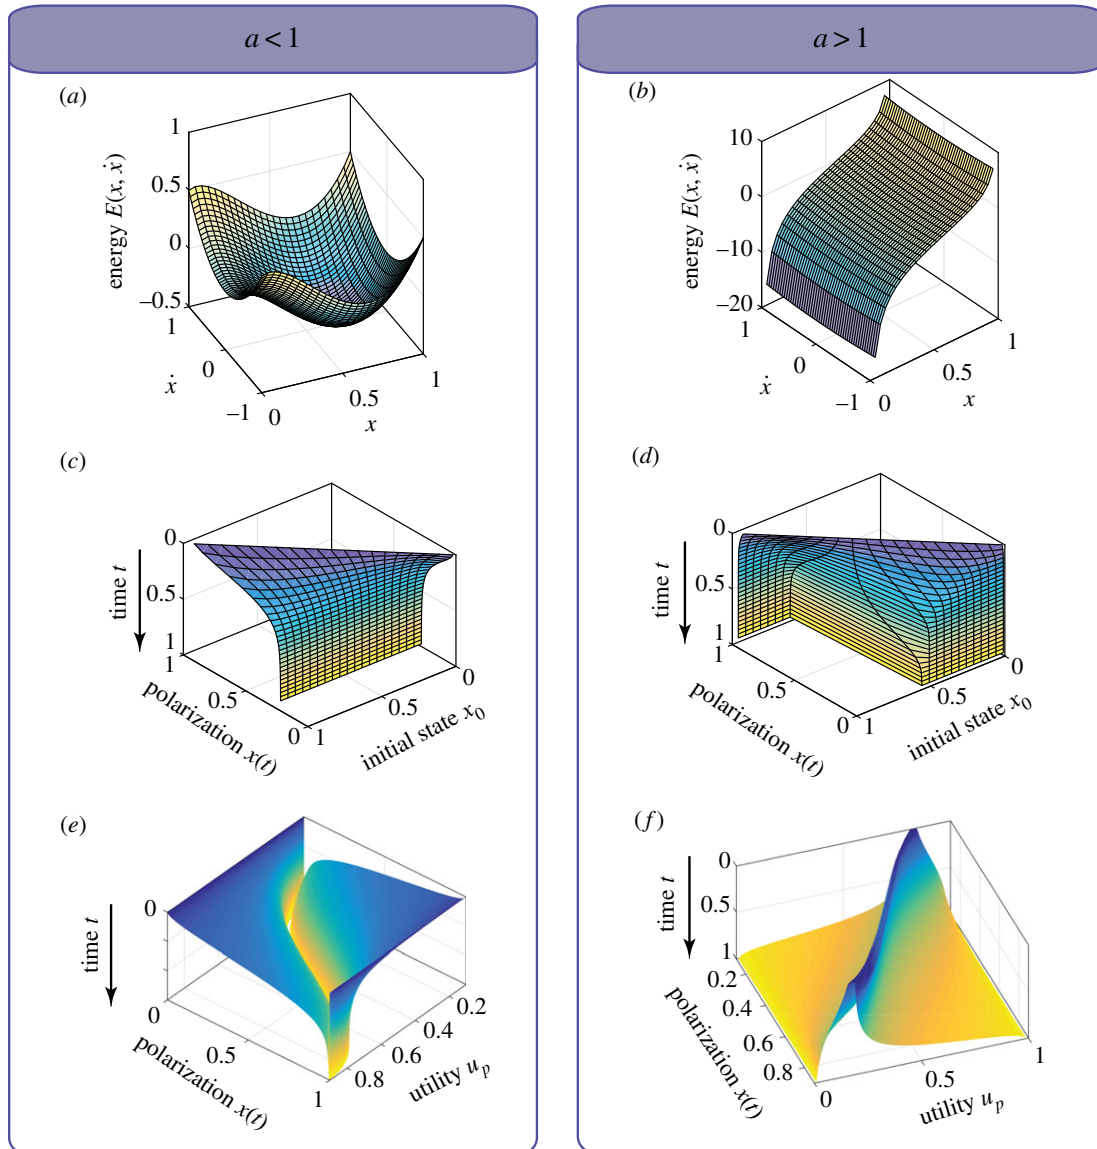 a < 1
a > 1
(a)
1
0.5
0
–0.5
energy E(x, ẋ)
1
0
–1
ẋ
0
0.5
1
x
(b)
10
0
–10
–20
energy E(x, ẋ)
1
0
–1
ẋ
0
0.5
1
x
(c)
0
0.5
1
time t
1
0.5
0
polarization x(t)
1
0.5
0
initial state x0
(d)
0
0.5
1
time t
1
0.5
0
polarization x(t)
1
0.5
0
initial state x0
(e)
0
time t
0
0.5
1
polarization x(t)
0.8
0.6
0.4
0.2
utility up
(f)
0
0.5
1
time t
0.2
0.4
0.6
0.8
polarization x(t)
0
0.5
1
utility up